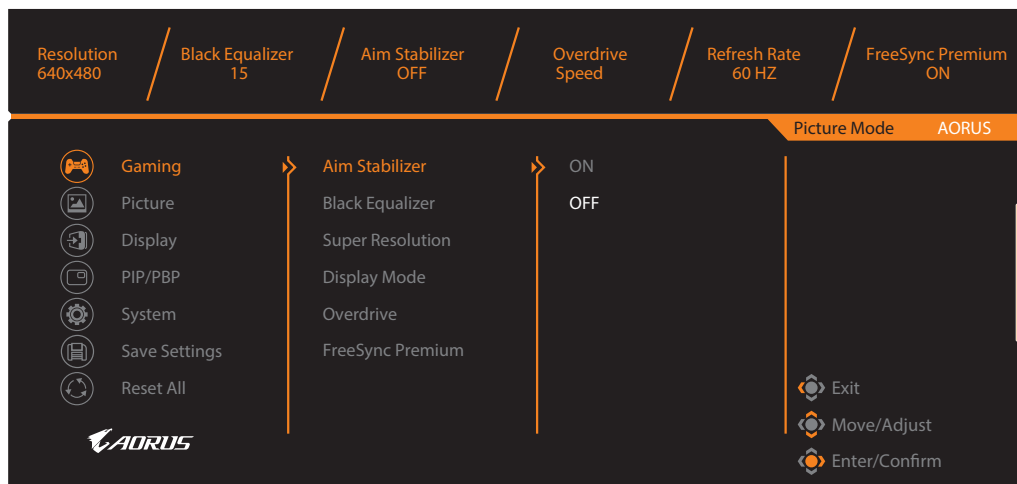 Resolution
640x480
Black Equalizer
15
Aim Stabilizer
OFF
Overdrive
Speed
Refresh Rate
60 HZ
FreeSync Premium
ON
Picture Mode AORUS
Gaming
Picture
Display
PIP/PBP
System
Save Settings
Reset All
Aim Stabilizer
Black Equalizer
Super Resolution
Display Mode
Overdrive
FreeSync Premium
ON
OFF
Exit
Move/Adjust
Enter/Confirm
AORUS